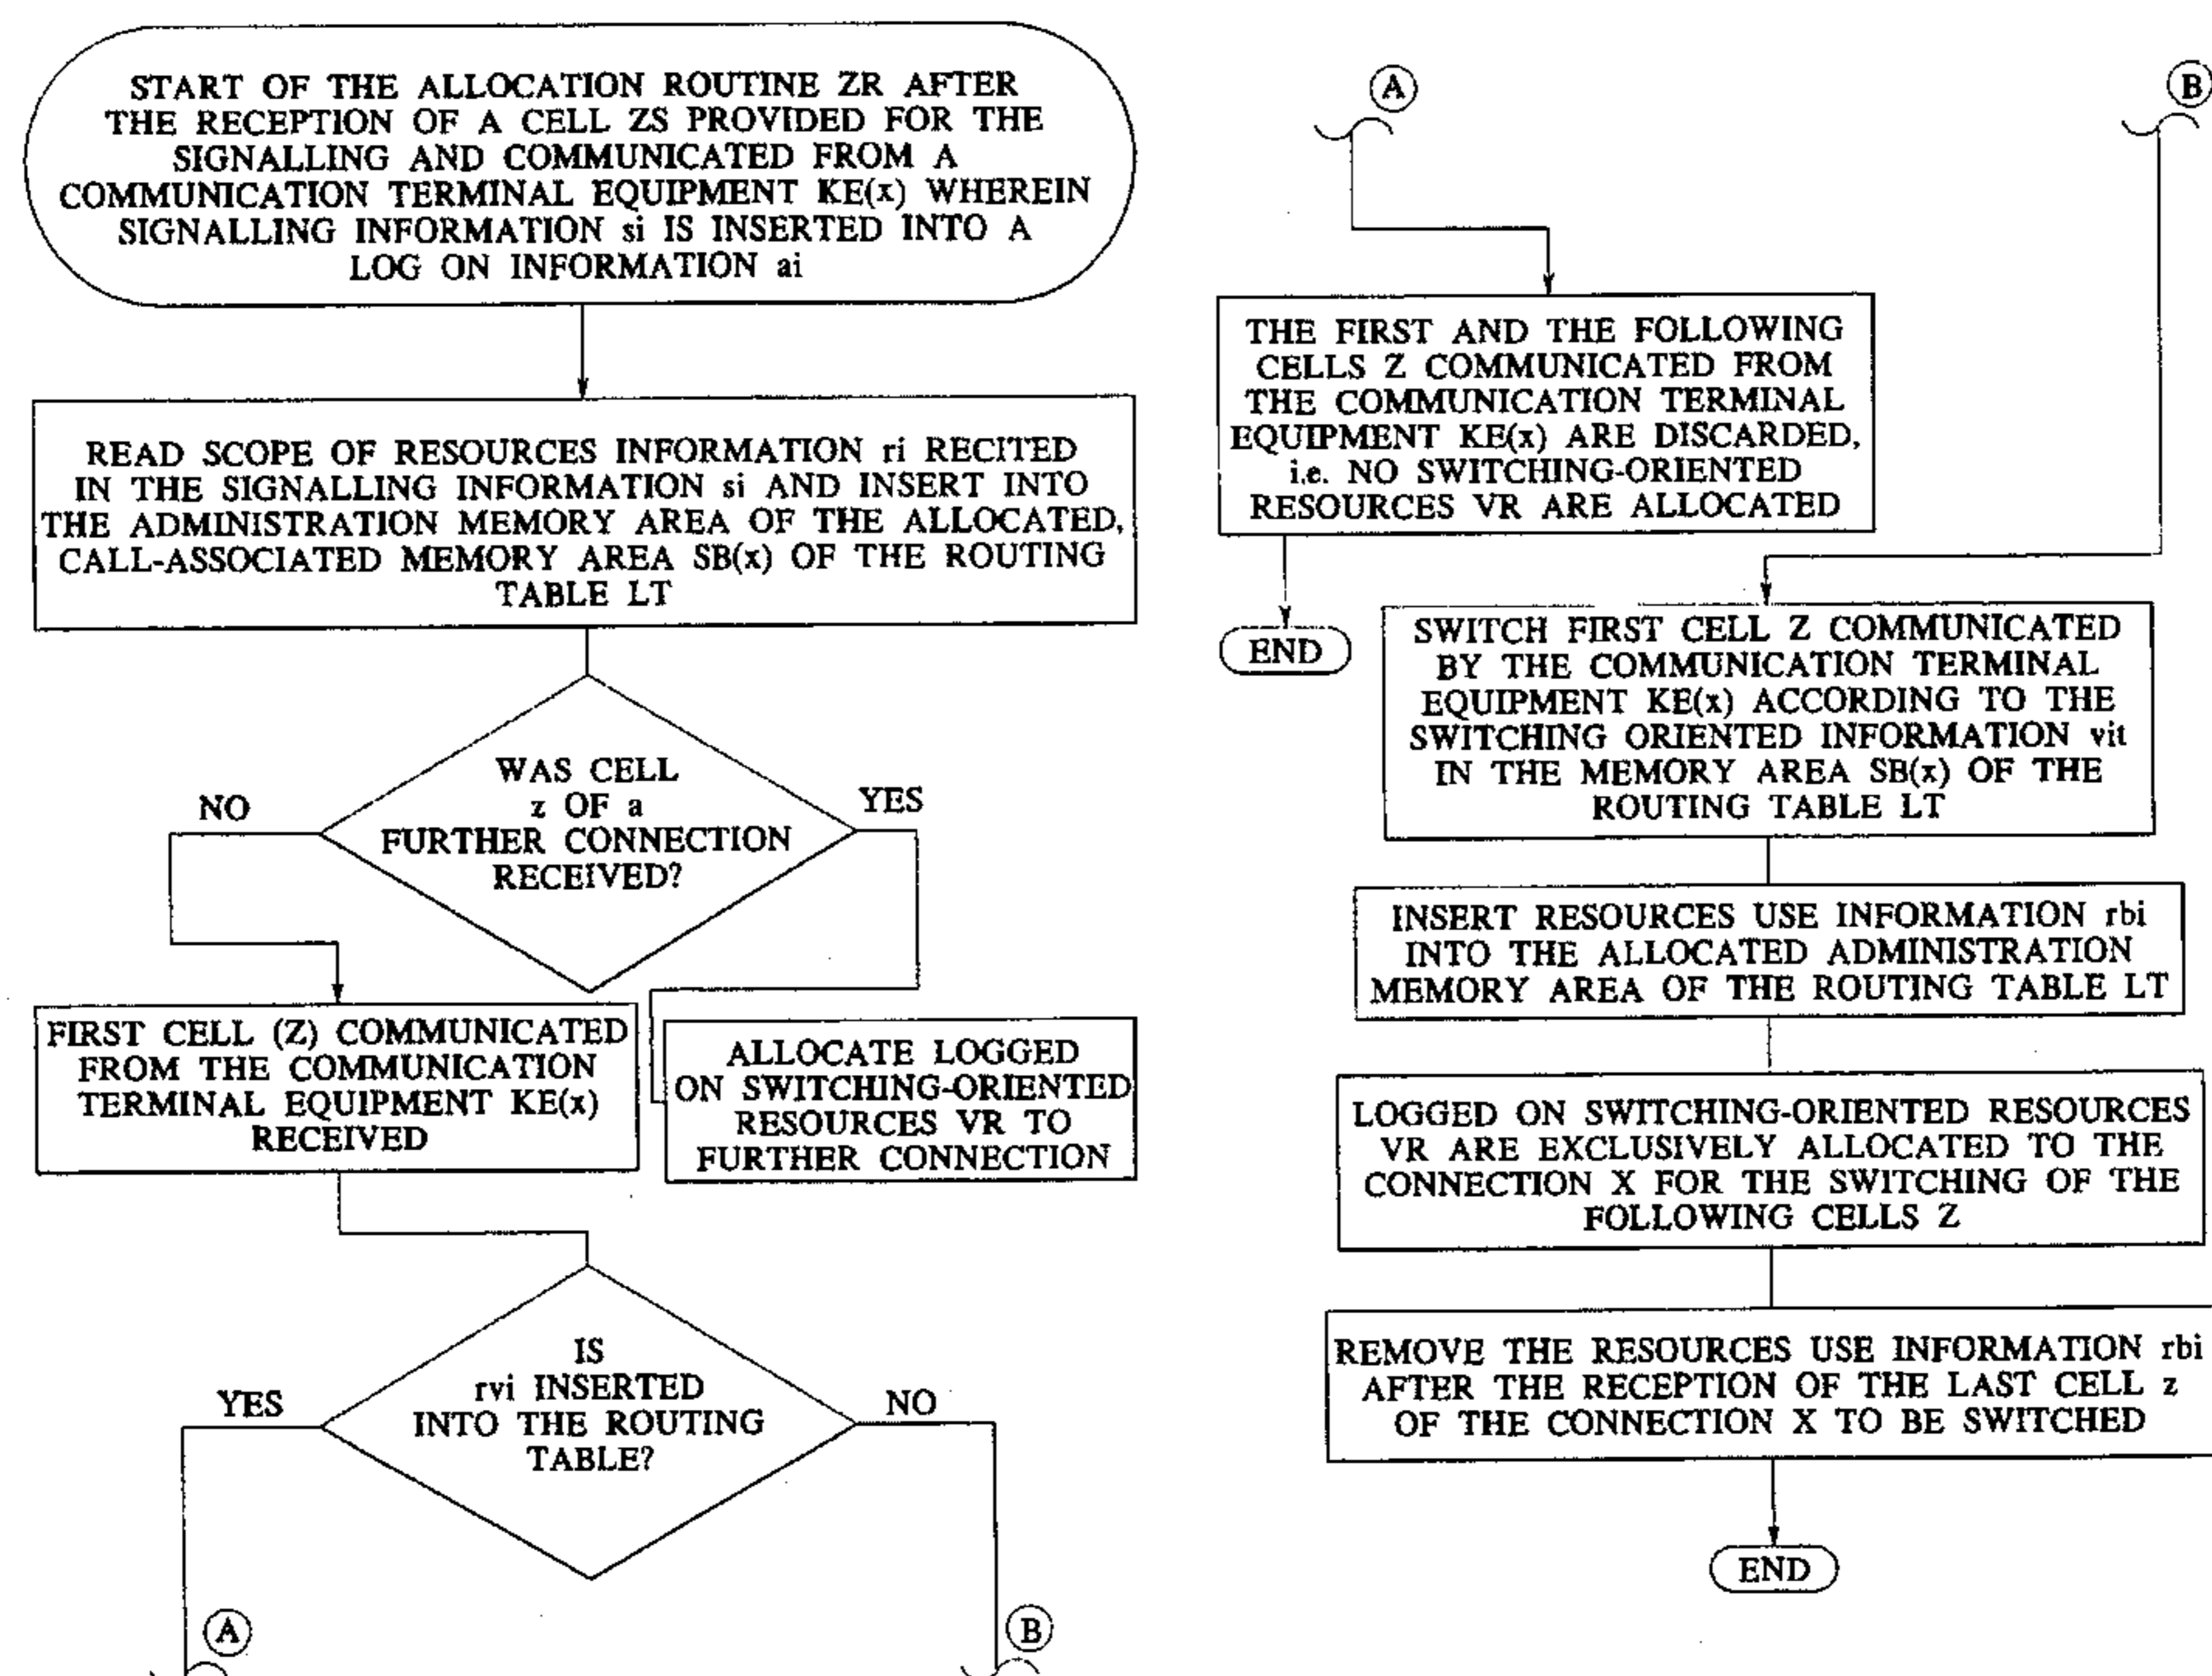 START OF THE ALLOCATION ROUTINE ZR AFTER
THE RECEPTION OF A CELL ZS PROVIDED FOR THE
SIGNALLING AND COMMUNICATED FROM A
COMMUNICATION TERMINAL EQUIPMENT KE(x) WHEREIN
SIGNALLING INFORMATION si IS INSERTED INTO A
LOG ON INFORMATION ai
READ SCOPE OF RESOURCES INFORMATION ri RECITED
IN THE SIGNALLING INFORMATION si AND INSERT INTO
THE ADMINISTRATION MEMORY AREA OF THE ALLOCATED,
CALL-ASSOCIATED MEMORY AREA SB(x) OF THE ROUTING
TABLE LT
WAS CELL
z OF a
FURTHER CONNECTION
RECEIVED?
NO
YES
FIRST CELL (Z) COMMUNICATED
FROM THE COMMUNICATION
TERMINAL EQUIPMENT KE(x)
RECEIVED
ALLOCATE LOGGED
ON SWITCHING-ORIENTED
RESOURCES VR TO
FURTHER CONNECTION
IS
rvi INSERTED
INTO THE ROUTING
TABLE?
YES
NO
A
B
A
B
THE FIRST AND THE FOLLOWING
CELLS Z COMMUNICATED FROM
THE COMMUNICATION TERMINAL
EQUIPMENT KE(x) ARE DISCARDED,
i.e. NO SWITCHING-ORIENTED
RESOURCES VR ARE ALLOCATED
END
SWITCH FIRST CELL Z COMMUNICATED
BY THE COMMUNICATION TERMINAL
EQUIPMENT KE(x) ACCORDING TO THE
SWITCHING ORIENTED INFORMATION vit
IN THE MEMORY AREA SB(x) OF THE
ROUTING TABLE LT
INSERT RESOURCES USE INFORMATION rbi
INTO THE ALLOCATED ADMINISTRATION
MEMORY AREA OF THE ROUTING TABLE LT
LOGGED ON SWITCHING-ORIENTED RESOURCES
VR ARE EXCLUSIVELY ALLOCATED TO THE
CONNECTION X FOR THE SWITCHING OF THE
FOLLOWING CELLS Z
REMOVE THE RESOURCES USE INFORMATION rbi
AFTER THE RECEPTION OF THE LAST CELL z
OF THE CONNECTION X TO BE SWITCHED
END